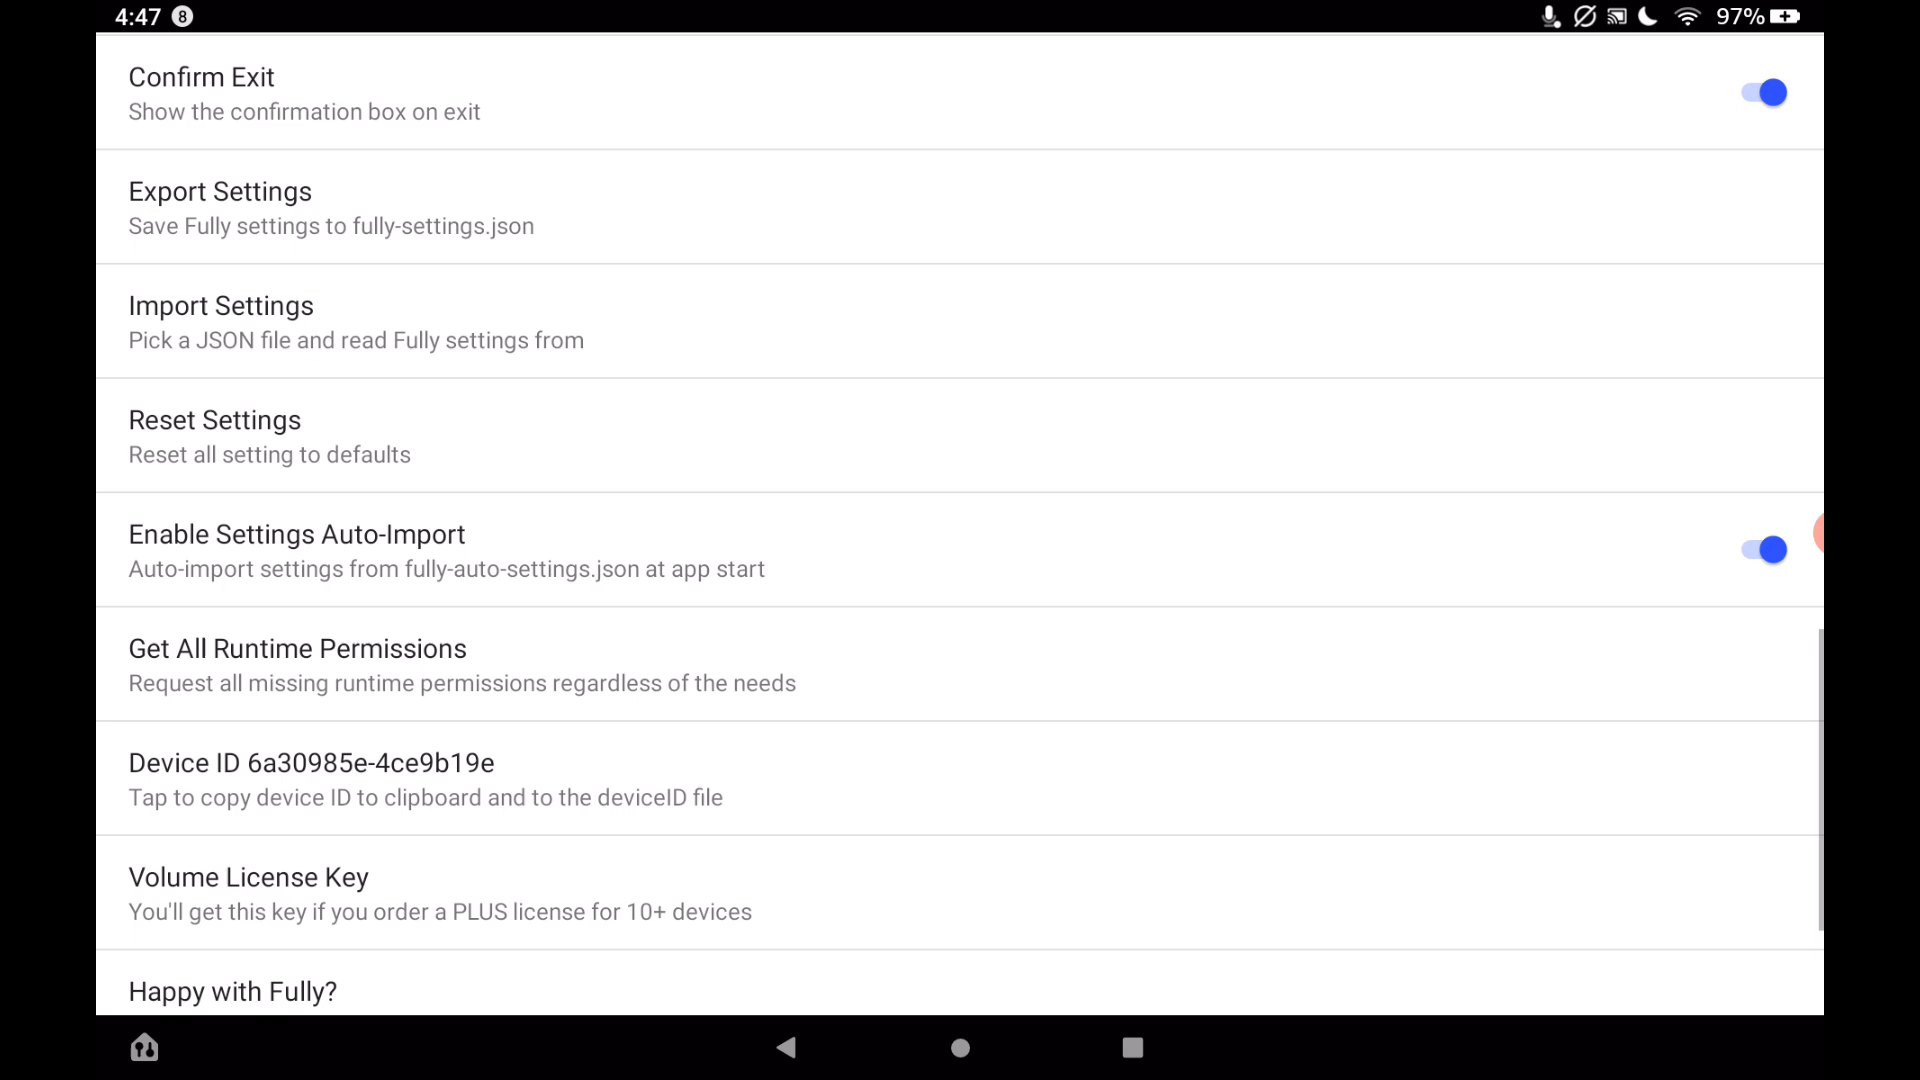 4:47 8 97%
Confirm Exit
Show the confirmation box on exit
Export Settings
Save Fully settings to fully-settings.json
Import Settings
Pick a JSON file and read Fully settings from
Reset Settings
Reset all setting to defaults
Enable Settings Auto-Import
Auto-import settings from fully-auto-settings.json at app start
Get All Runtime Permissions
Request all missing runtime permissions regardless of the needs
Device ID 6a30985e-4ce9b19e
Tap to copy device ID to clipboard and to the deviceID file
Volume License Key
You'll get this key if you order a PLUS license for 10+ devices
Happy with Fully?